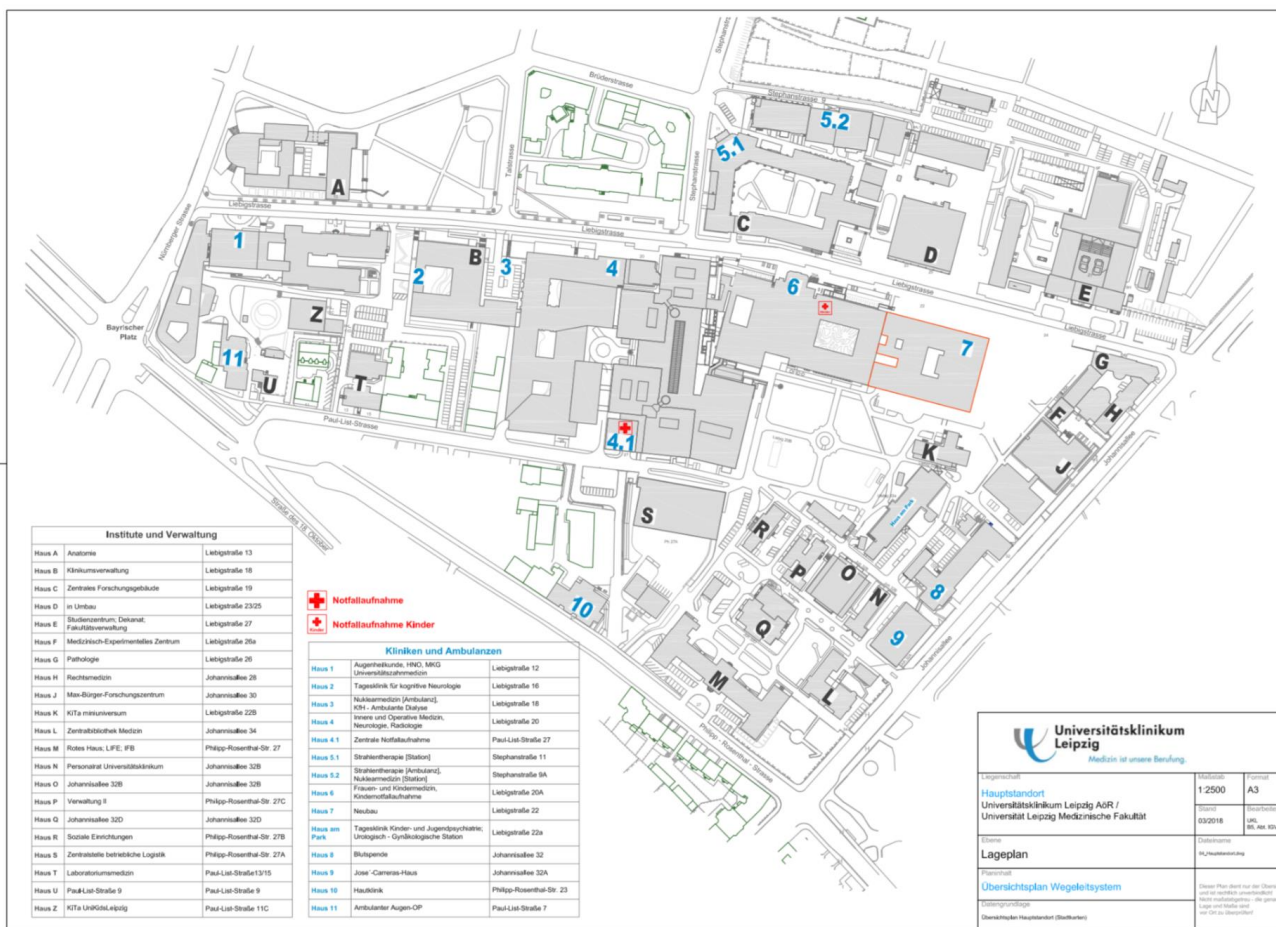 Brüderstrasse
Stephanstrasse
Stephanstrasse
Stephanstrasse
Talstrasse
Nürnberger Strasse
Liebigstrasse
Liebigstrasse
Liebigstrasse
Liebigstrasse
Bayrischer
Platz
Paul-List-Strasse
Straße des 18. Oktober
Johannisallee
Johannisallee
Philipp - Rosenthal - Strasse
Haus am Park
N
5.2
5.1
A
C
D
E
1
2
B
3
4
6
Kinder
7
Z
11
U
T
4.1
G
H
F
J
K
S
R
P
O
N
8
9
10
Q
M
L
Institute und Verwaltung
Haus A Anatomie Liebigstraße 13
Haus B Klinikumsverwaltung Liebigstraße 18
Haus C Zentrales Forschungsgebäude Liebigstraße 19
Haus D in Umbau Liebigstraße 23/25
Haus E Studienzentrum; Dekanat; Fakultätsverwaltung Liebigstraße 27
Haus F Medizinisch-Experimentelles Zentrum Liebigstraße 26a
Haus G Pathologie Liebigstraße 26
Haus H Rechtsmedizin Johannisallee 28
Haus J Max-Bürger-Forschungszentrum Johannisallee 30
Haus K KiTa miniuniversum Liebigstraße 22B
Haus L Zentralbibliothek Medizin Johannisallee 34
Haus M Rotes Haus; LIFE; IFB Philipp-Rosenthal-Str. 27
Haus N Personalrat Universitätsklinikum Johannisallee 32B
Haus O Johannisallee 32B Johannisallee 32B
Haus P Verwaltung II Philipp-Rosenthal-Str. 27C
Haus Q Johannisallee 32D Johannisallee 32D
Haus R Soziale Einrichtungen Philipp-Rosenthal-Str. 27B
Haus S Zentralstelle betriebliche Logistik Philipp-Rosenthal-Str. 27A
Haus T Laboratoriumsmedizin Paul-List-Straße13/15
Haus U Paul-List-Straße 9 Paul-List-Straße 9
Haus Z KiTa UniKidsLeipzig Paul-List-Straße 11C
Notfallaufnahme
Kinder
Notfallaufnahme Kinder
Kliniken und Ambulanzen
Haus 1 Augenheilkunde, HNO, MKG Universitätszahnmedizin Liebigstraße 12
Haus 2 Tagesklinik für kognitive Neurologie Liebigstraße 16
Haus 3 Nuklearmedizin [Ambulanz], KfH - Ambulante Dialyse Liebigstraße 18
Haus 4 Innere und Operative Medizin, Neurologie, Radiologie Liebigstraße 20
Haus 4.1 Zentrale Notfallaufnahme Paul-List-Straße 27
Haus 5.1 Strahlentherapie [Station] Stephanstraße 11
Haus 5.2 Strahlentherapie [Ambulanz], Nuklearmedizin [Station] Stephanstraße 9A
Haus 6 Frauen- und Kindermedizin, Kindernotfallaufnahme Liebigstraße 20A
Haus 7 Neubau Liebigstraße 22
Haus am Park Tagesklinik Kinder- und Jugendpsychiatrie; Urologisch - Gynäkologische Station Liebigstraße 22a
Haus 8 Blutspende Johannisallee 32
Haus 9 Jose´-Carreras-Haus Johannisallee 32A
Haus 10 Hautklinik Philipp-Rosenthal-Str. 23
Haus 11 Ambulanter Augen-OP Paul-List-Straße 7
Universitätsklinikum
Leipzig
Medizin ist unsere Berufung.
Liegenschaft
Hauptstandort
Universitätsklinikum Leipzig AöR /
Universität Leipzig Medizinische Fakultät
Maßstab
1:2500
Format
A3
Stand
03/2018
Bearbeiter
Ebene
Lageplan
Dateiname
Planinhalt
Übersichtsplan Wegeleitsystem
Datengrundlage
Übersichtsplan Hauptstandort (Stadtkarten)